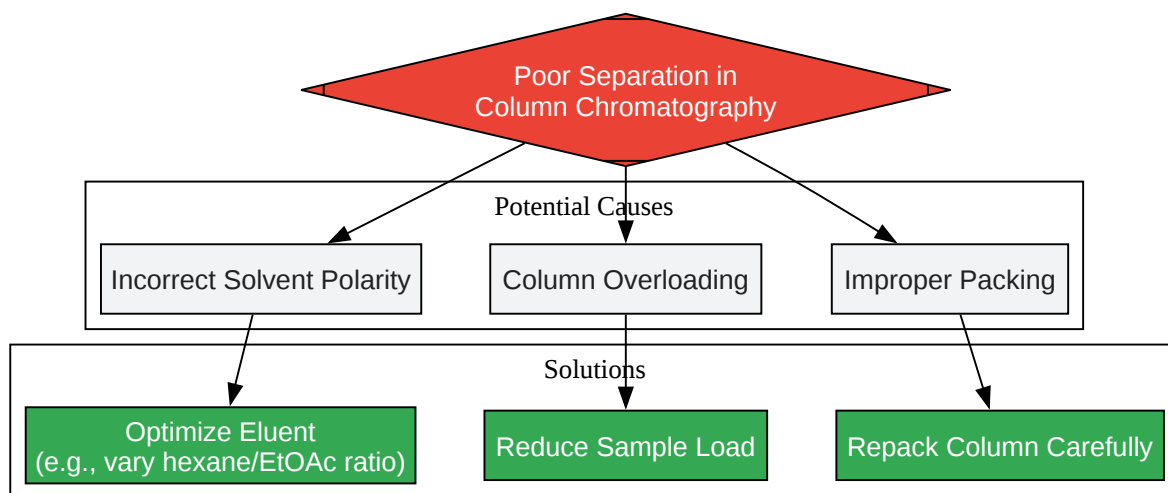 Poor Separation in
Column Chromatography
Potential Causes
Incorrect Solvent Polarity
Column Overloading
Improper Packing
Solutions
Optimize Eluent
(e.g., vary hexane/EtOAc ratio)
Reduce Sample Load
Repack Column Carefully